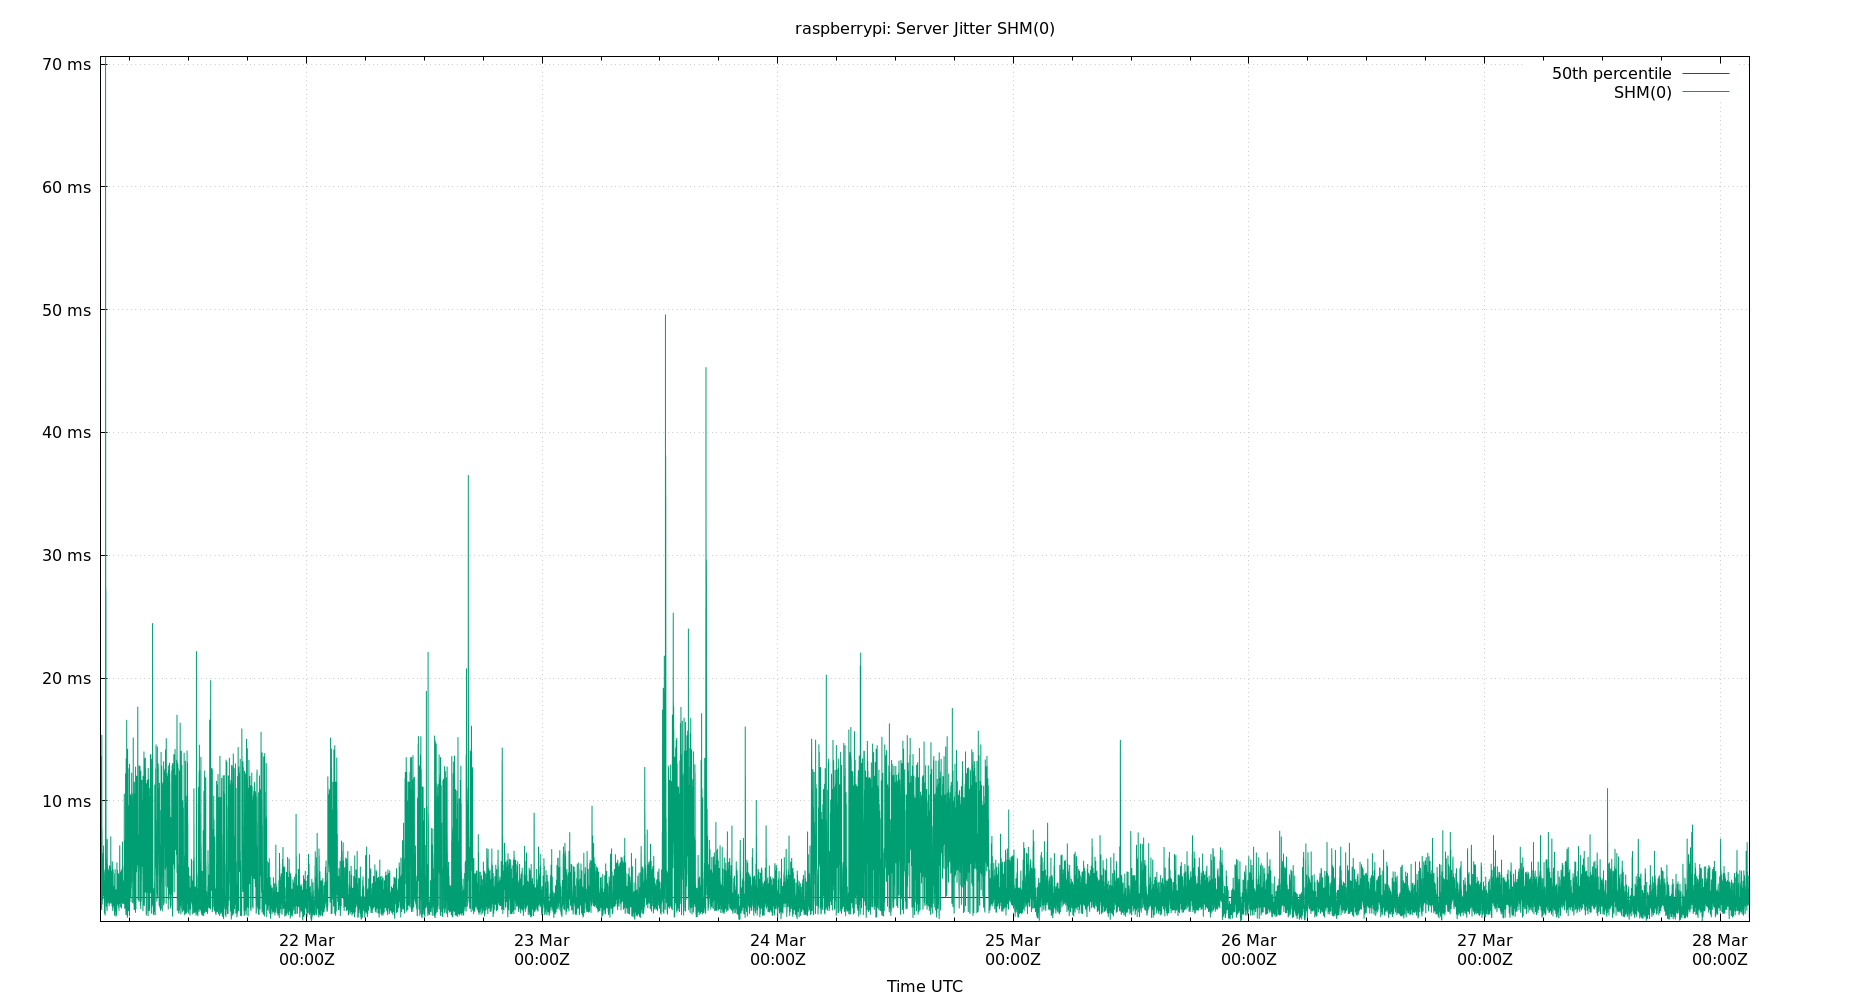 raspberrypi: Server Jitter SHM(0)
70 ms
60 ms
50 ms
40 ms
30 ms
20 ms
10 ms
50th percentile
SHM(0)
22 Mar
00:00Z
23 Mar
00:00Z
24 Mar
00:00Z
25 Mar
00:00Z
26 Mar
00:00Z
27 Mar
00:00Z
28 Mar
00:00Z
Time UTC